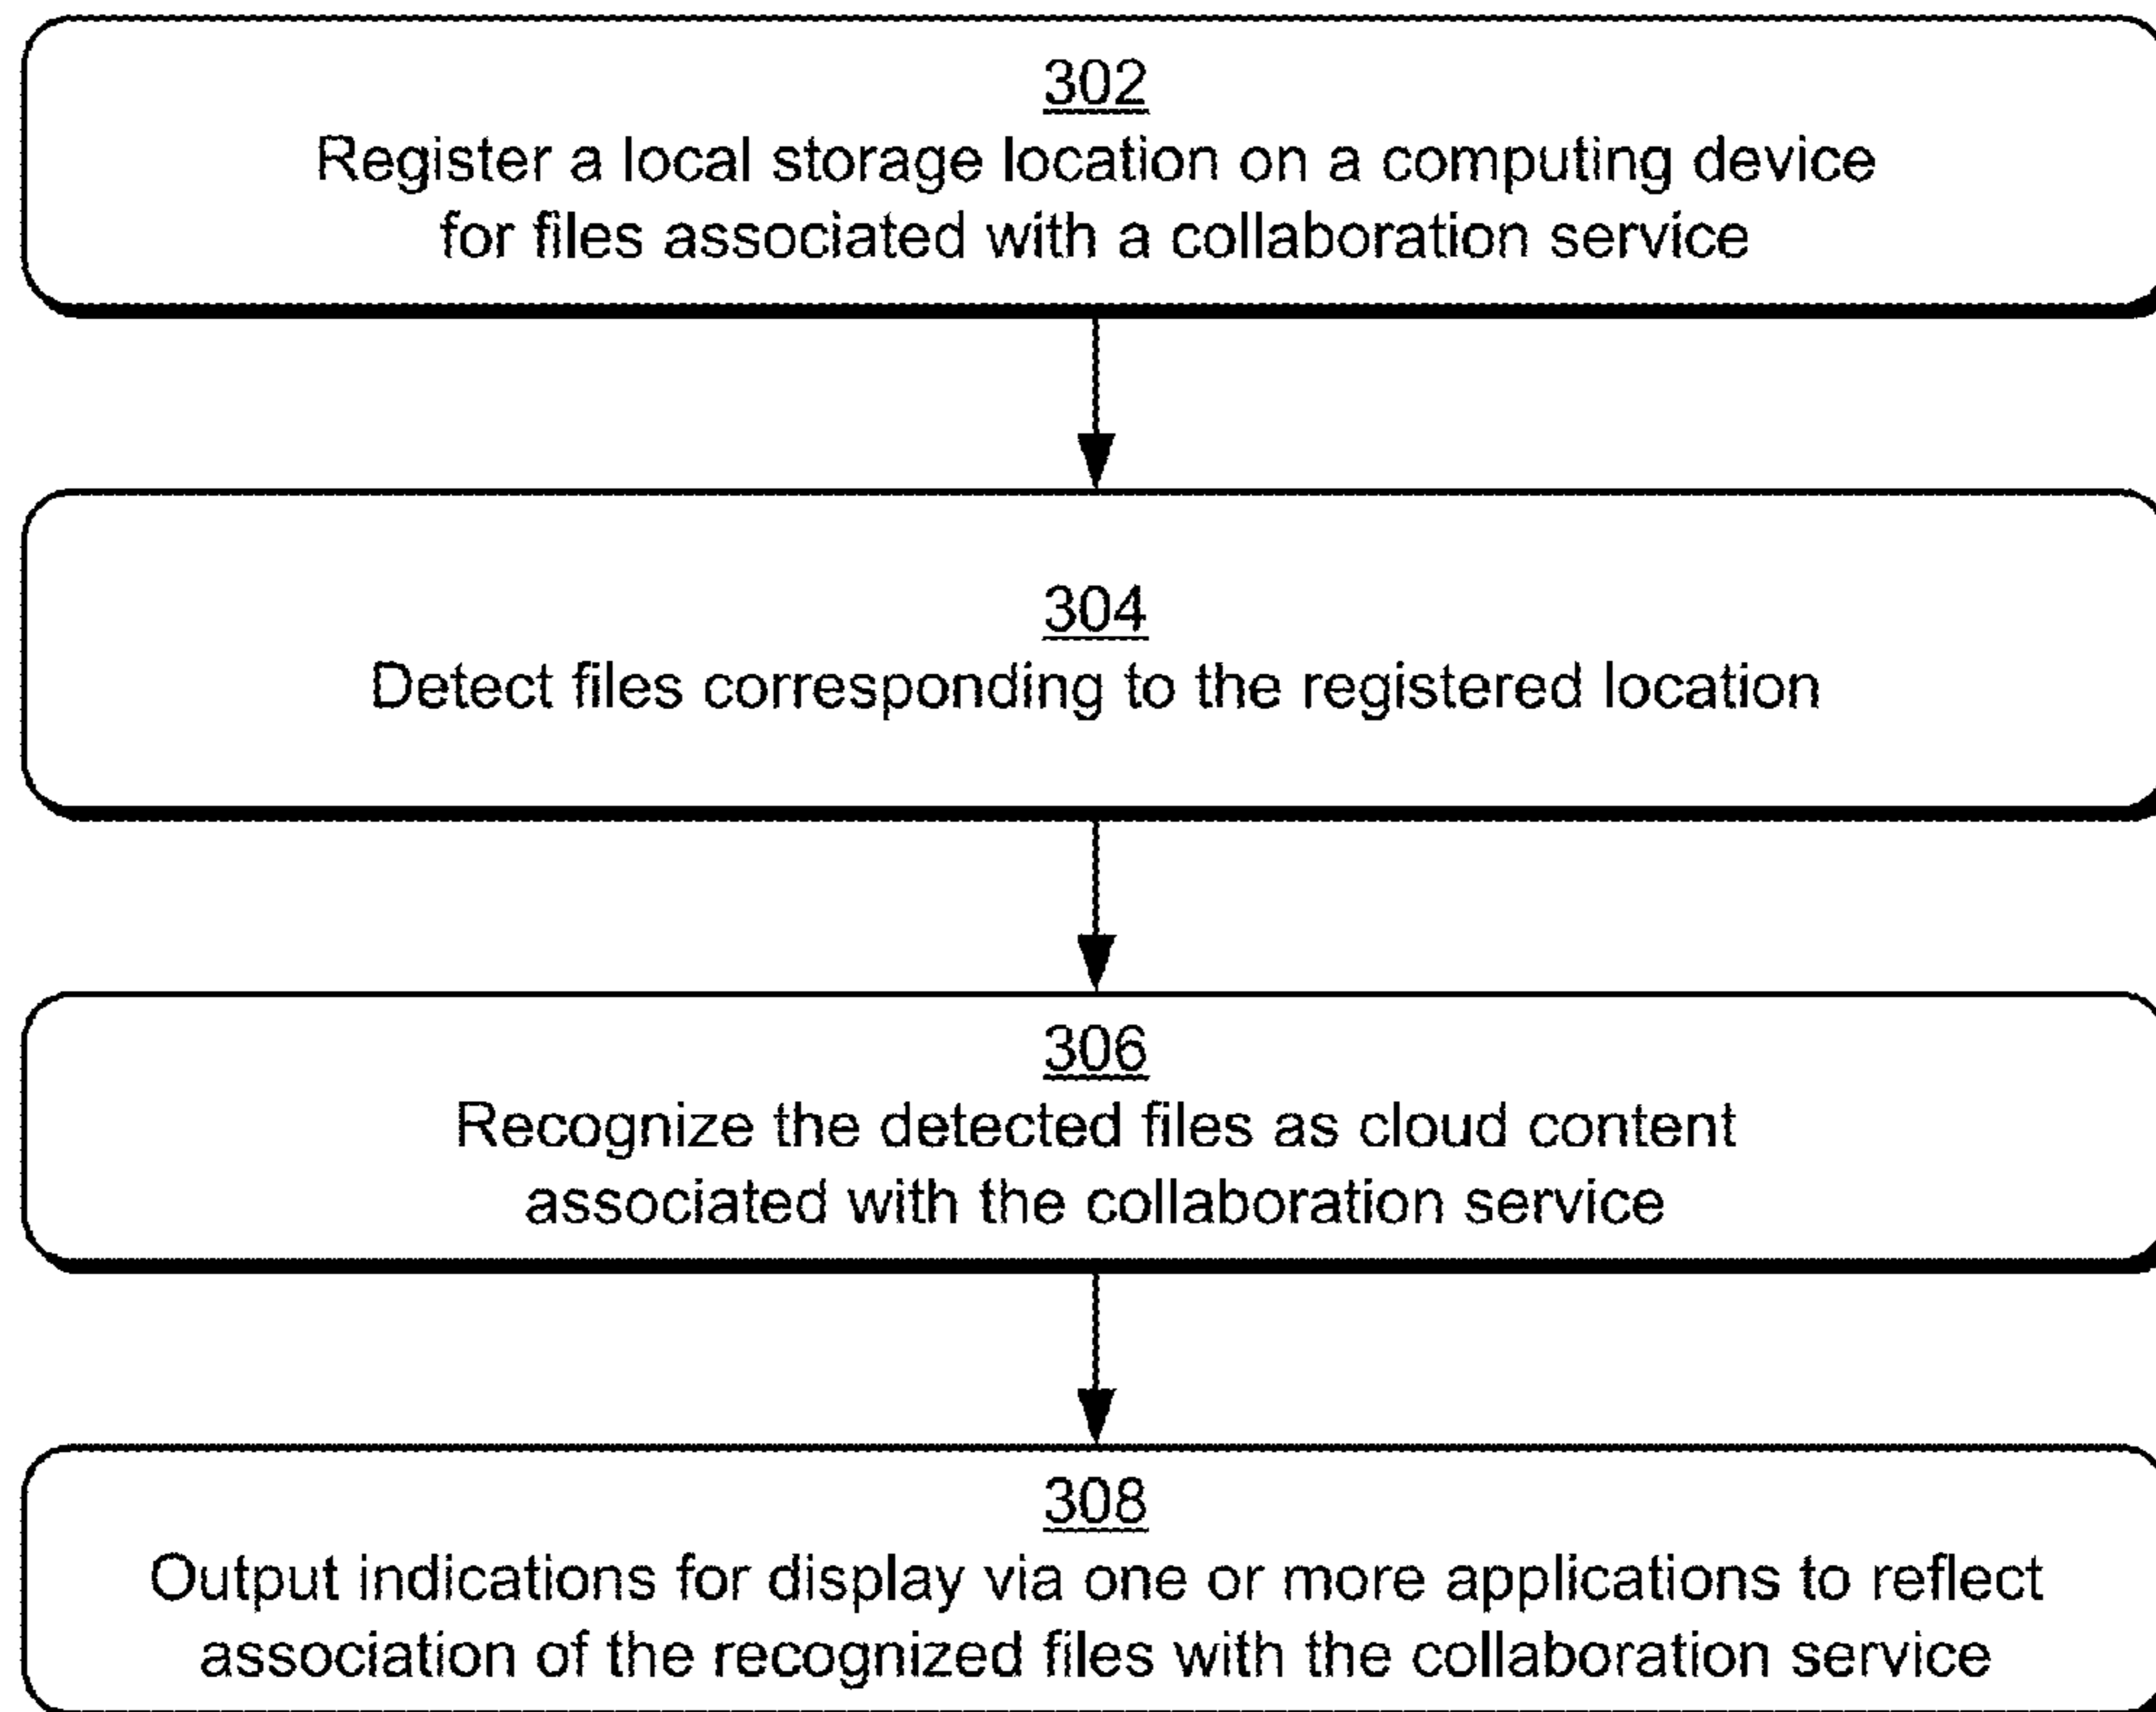 302
Register a local storage location on a computing device
for files associated with a collaboration service
304
Detect files corresponding to the registered location
306
Recognize the detected files as cloud content
associated with the collaboration service
308
Output indications for display via one or more applications to reflect
association of the recognized files with the collaboration service